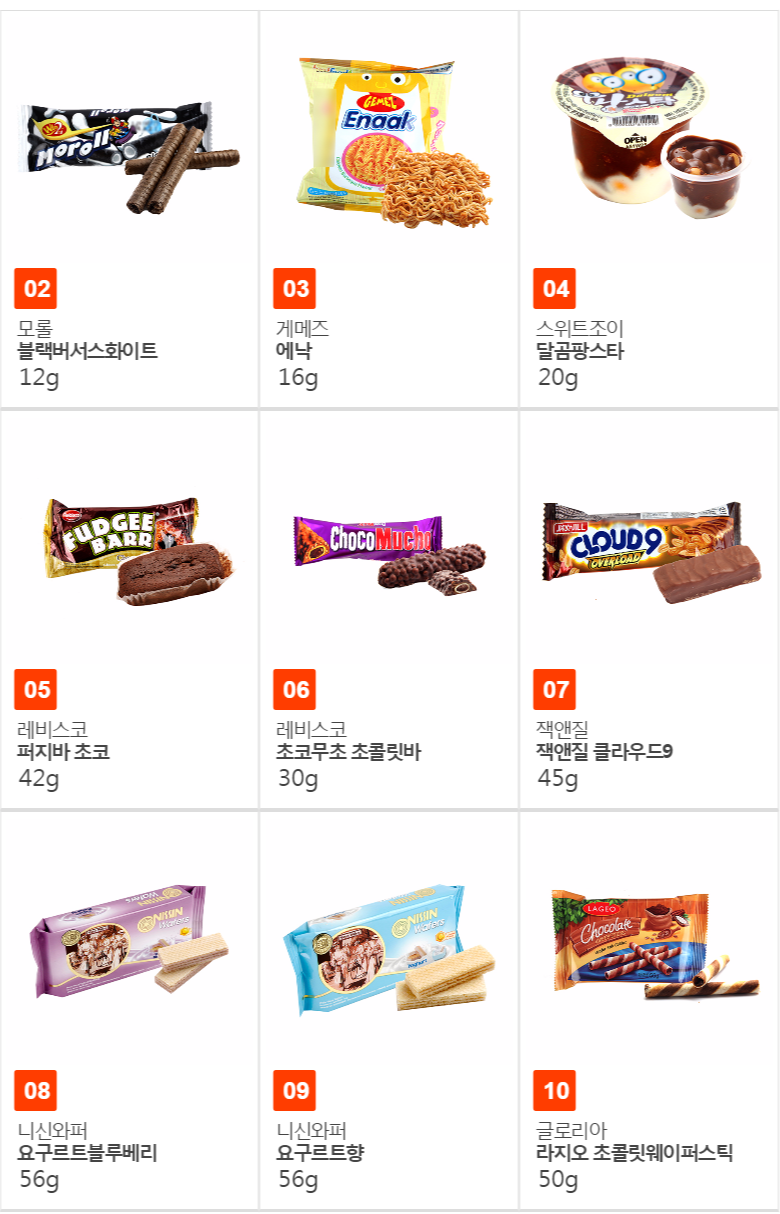 Moroll
GEMEZ
Enaak
팡스탁
OPEN
02
모롤
블랙버서스화이트
12g
03
게메즈
에낙
16g
04
스위트조이
달곰팡스타
20g
FUDGEE
BARR
ChocoMucho
JACK'n JILL
CLOUD9
OVERLOAD
05
레비스코
퍼지바 초코
42g
06
레비스코
초코무초 초콜릿바
30g
07
잭앤질
잭앤질 클라우드9
45g
NISSIN
Wafers
NISSIN
Wafers
Yoghurt
LAGEO
Chocolate
08
니신와퍼
요구르트블루베리
56g
09
니신와퍼
요구르트향
56g
10
글로리아
라지오 초콜릿웨이퍼스틱
50g